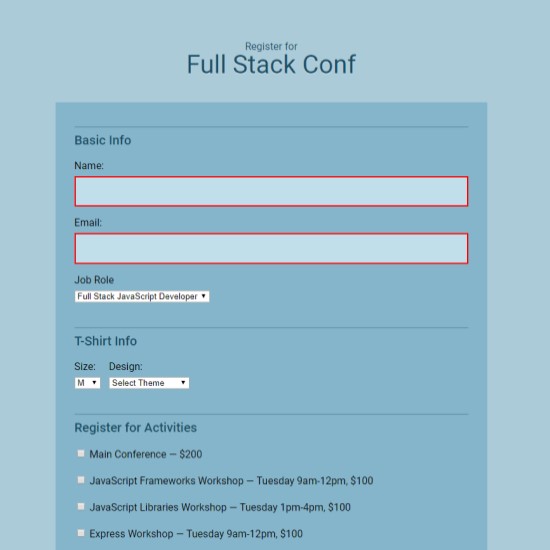 Register for
Full Stack Conf
Basic Info
Name:
Email:
Job Role
Full Stack JavaScript Developer
T-Shirt Info
Size: Design:
M Select Theme
Register for Activities
Main Conference — $200
JavaScript Frameworks Workshop — Tuesday 9am-12pm, $100
JavaScript Libraries Workshop — Tuesday 1pm-4pm, $100
Express Workshop — Tuesday 9am-12pm, $100